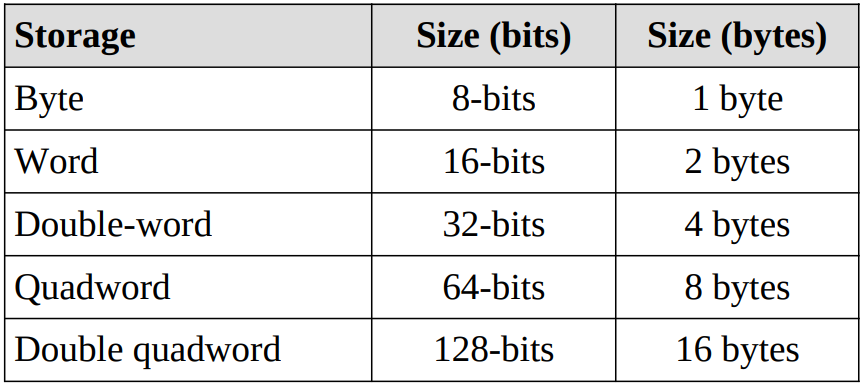 Storage Size (bits) Size (bytes)
Byte 8-bits 1 byte
Word 16-bits 2 bytes
Double-word 32-bits 4 bytes
Quadword 64-bits 8 bytes
Double quadword 128-bits 16 bytes